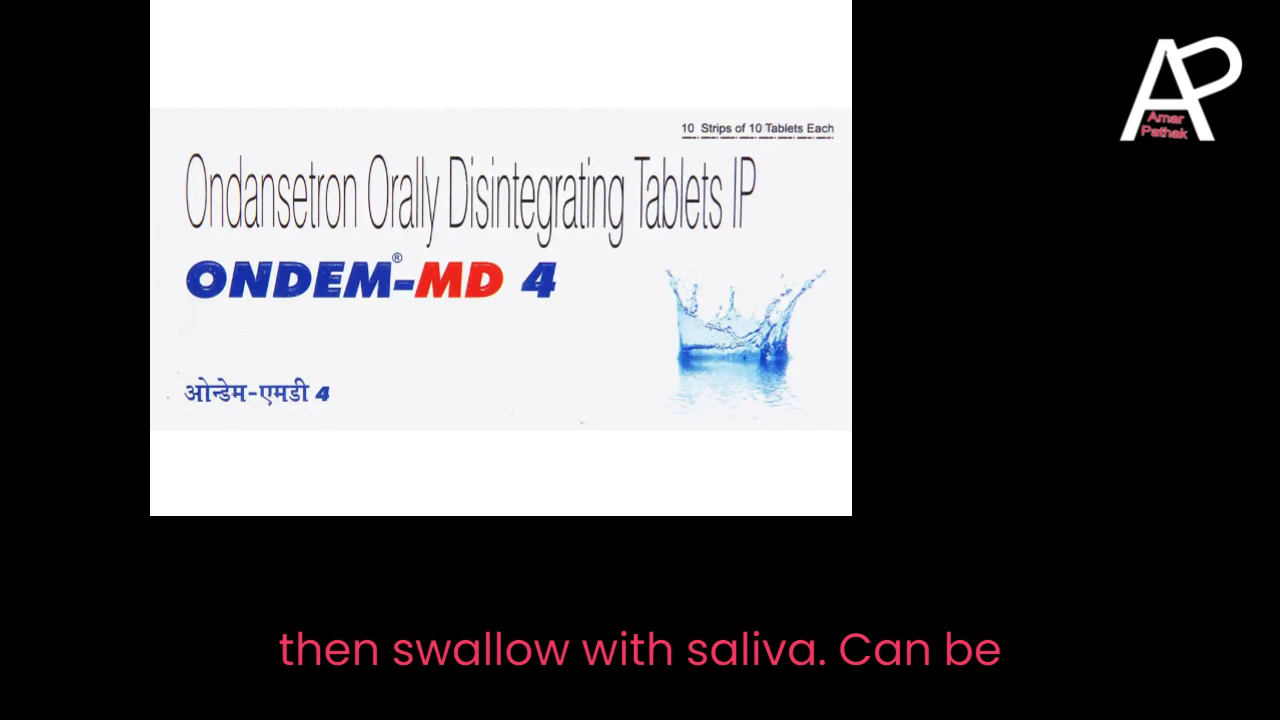 10 Strips of 10 Tablets Each
Ondansetron Orally Disintegrating Tablets IP
ONDEM®-MD 4
ओन्डेम-एमडी 4
AP
Amar
Pathak
then swallow with saliva. Can be